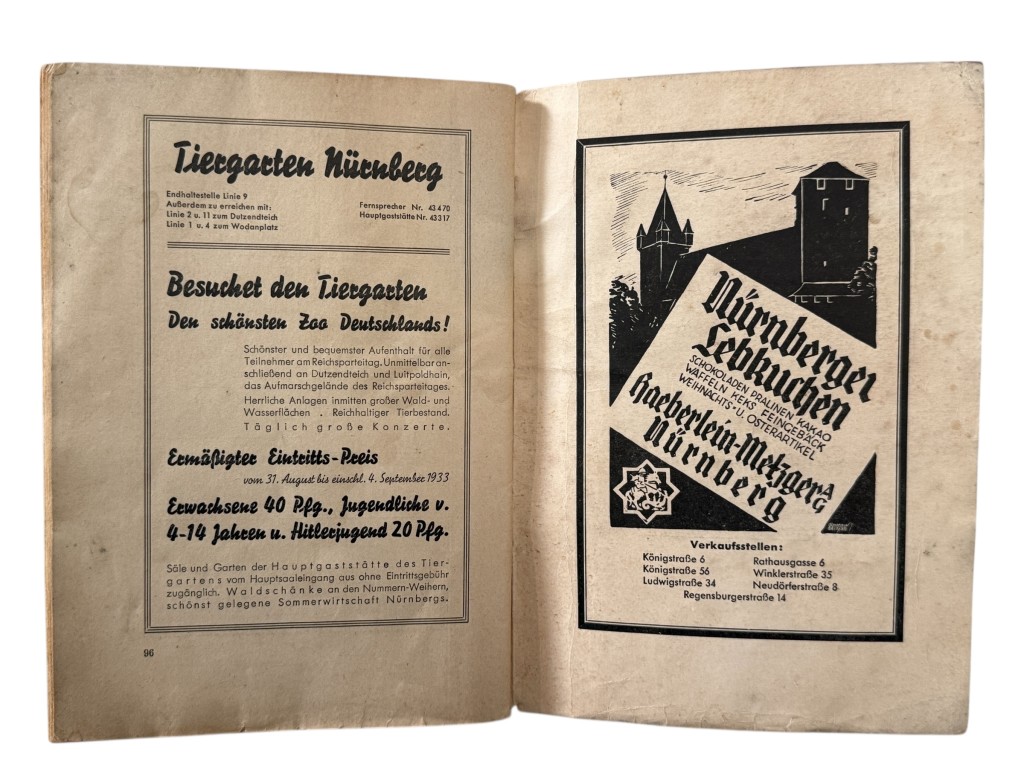 Tiergarten Nürnberg
Endhaltestelle Linie 9
Außerdem zu erreichen mit:
Linie 2 u. 11 zum Dutzendteich
Linie 1 u. 4 zum Wodanplatz
Fernsprecher Nr. 43470
Hauptgaststätte Nr. 43317
Besuchet den Tiergarten
Den schönsten Zoo Deutschlands!
Schönster und bequemster Aufenthalt für alle
Teilnehmer am Reichsparteitag. Unmittelbar an-
schließend an Dutzendteich und Luitpoldhain,
das Aufmarschgelände des Reichsparteitages.
Herrliche Anlagen inmitten großer Wald- und
Wasserflächen . Reichhaltiger Tierbestand.
Täglich große Konzerte.
Ermäßigter Eintritts-Preis
vom 31. August bis einschl. 4. September 1933
Erwachsene 40 Pfg., Jugendliche v.
4-14 Jahren u. Hitlerjugend 20 Pfg.
Säle und Garten der Hauptgaststätte des Tier-
gartens vom Hauptsaaleingang aus ohne Eintrittsgebühr
zugänglich. Waldschänke an den Nummern-Weihern,
schönst gelegene Sommerwirtschaft Nürnbergs.
96
Nürnberger
Lebkuchen
SCHOKOLADEN PRALINEN KAKAO
WAFFELN KEKS FEINGEBÄCK
WEIHNACHTS- U. OSTERARTIKEL
Haeberlein-Metzger AG
Nürnberg
Verkaufsstellen:
Königstraße 6
Königstraße 56
Ludwigstraße 34
Rathausgasse 6
Winklerstraße 35
Neudörferstraße 8
Regensburgerstraße 14